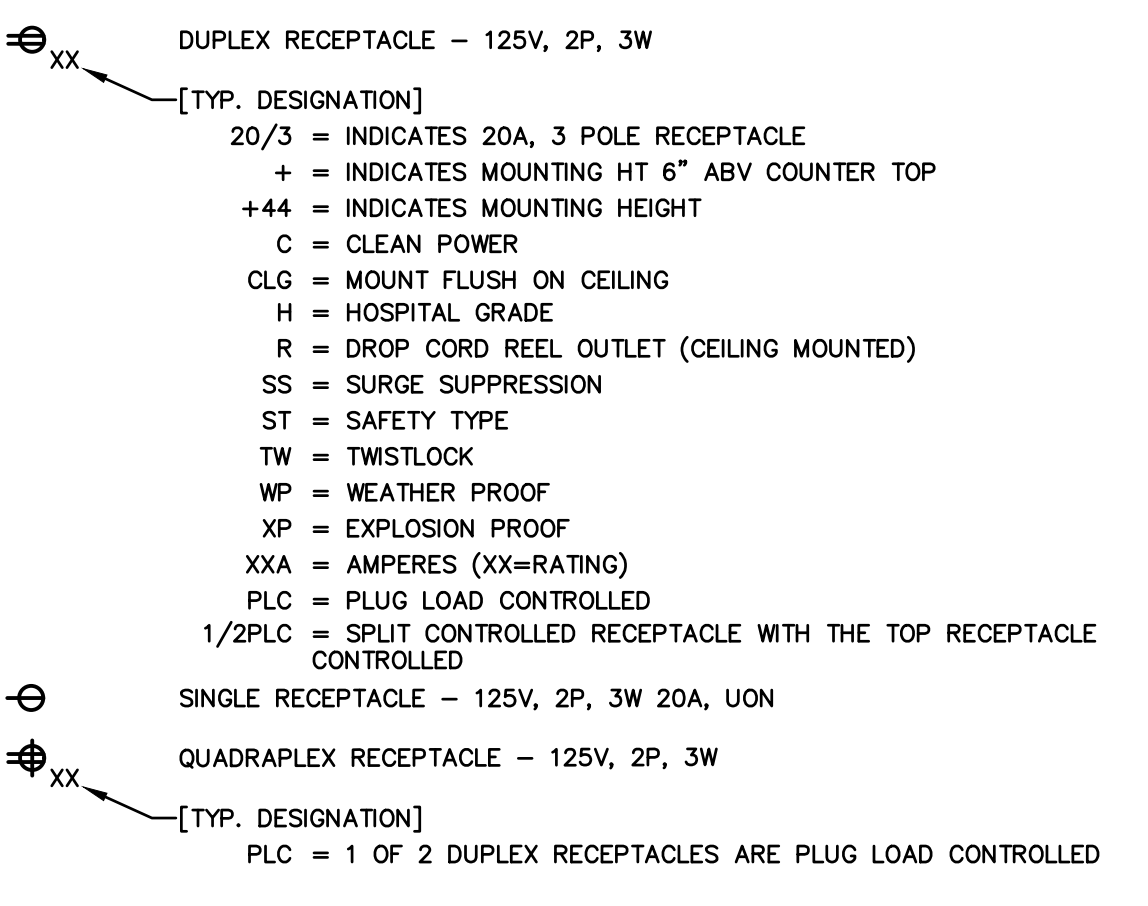 DUPLEX RECEPTACLE – 125V, 2P, 3W
XX
[TYP. DESIGNATION]
20/3 = INDICATES 20A, 3 POLE RECEPTACLE
+ = INDICATES MOUNTING HT 6" ABV COUNTER TOP
+44 = INDICATES MOUNTING HEIGHT
C = CLEAN POWER
CLG = MOUNT FLUSH ON CEILING
H = HOSPITAL GRADE
R = DROP CORD REEL OUTLET (CEILING MOUNTED)
SS = SURGE SUPPRESSION
ST = SAFETY TYPE
TW = TWISTLOCK
WP = WEATHER PROOF
XP = EXPLOSION PROOF
XXA = AMPERES (XX=RATING)
PLC = PLUG LOAD CONTROLLED
1/2PLC = SPLIT CONTROLLED RECEPTACLE WITH THE TOP RECEPTACLE
CONTROLLED
SINGLE RECEPTACLE – 125V, 2P, 3W 20A, UON
QUADRAPLEX RECEPTACLE – 125V, 2P, 3W
XX
[TYP. DESIGNATION]
PLC = 1 OF 2 DUPLEX RECEPTACLES ARE PLUG LOAD CONTROLLED